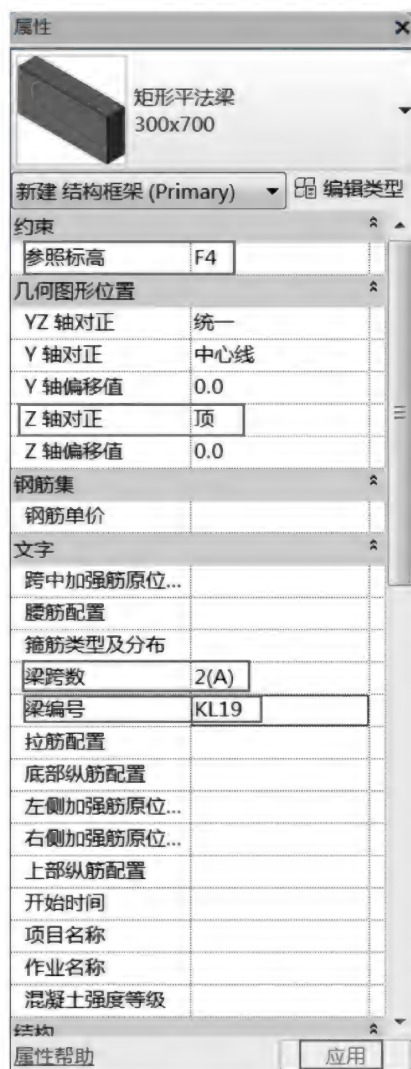 属性
矩形平法梁
300x700
新建 结构框架 (Primary) 编辑类型
约束
参照标高 F4
几何图形位置
YZ 轴对正 统一
Y 轴对正 中心线
Y 轴偏移值 0.0
Z 轴对正 顶
Z 轴偏移值 0.0
钢筋集
钢筋单价
文字
跨中加强筋原位...
腰筋配置
箍筋类型及分布
梁跨数 2(A)
梁编号 KL19
拉筋配置
底部纵筋配置
左侧加强筋原位...
右侧加强筋原位...
上部纵筋配置
开始时间
项目名称
作业名称
混凝土强度等级
结构
属性帮助 应用